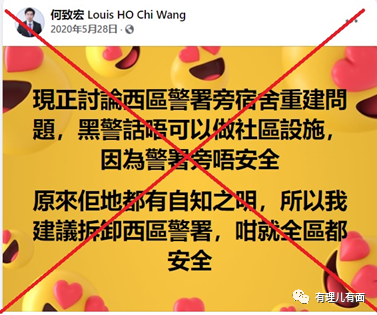 何致宏 Louis HO Chi Wang
2020年5月28日 ·
現正討論西區警署旁宿舍重建問
題，黑警話唔可以做社區設施，
因為警署旁唔安全
原來佢地都有自知之明，所以我
建議拆卸西區警署，咁就全區都
安全
有理儿有面